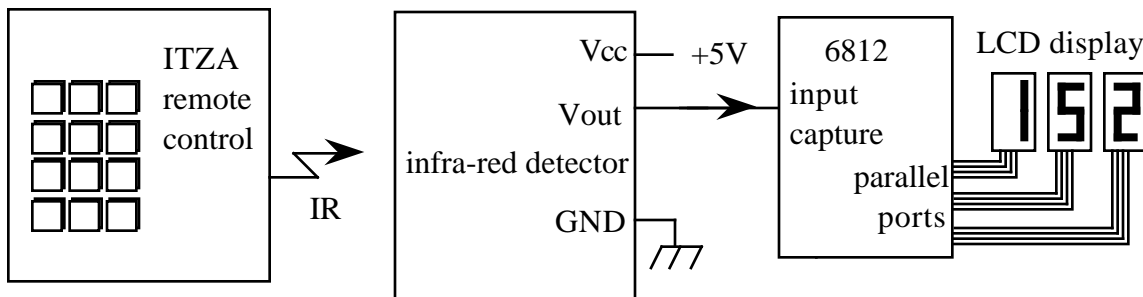 ITZA
remote
control
IR
Vcc
+5V
Vout
infra-red detector
GND
6812
input
capture
parallel
ports
LCD display
152